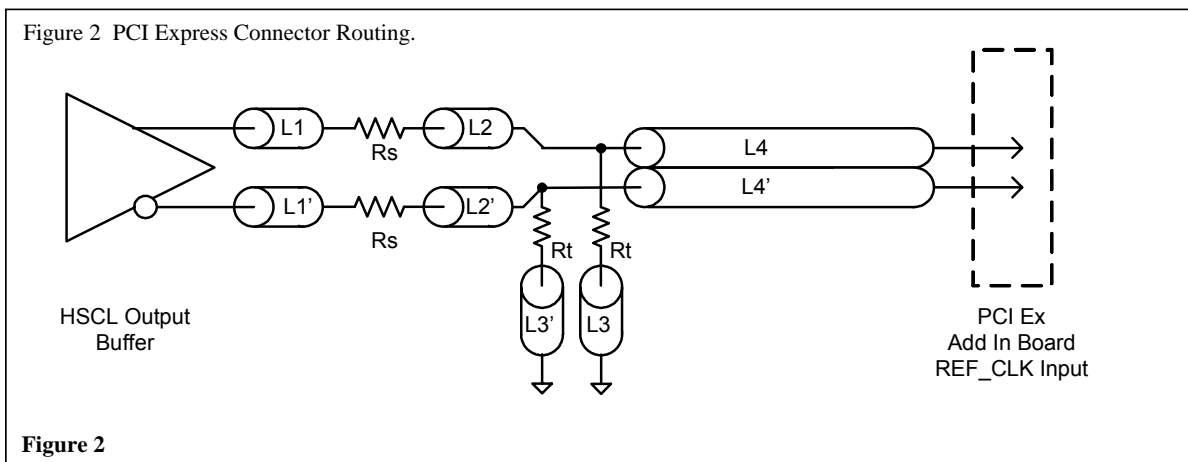 Figure 2  PCI Express Connector Routing.
L1
Rs
L2
L4
L4'
L1'
Rs
L2'
Rt
Rt
L3'
L3
HSCL Output
Buffer
PCI Ex
Add In Board
REF_CLK Input
Figure 2